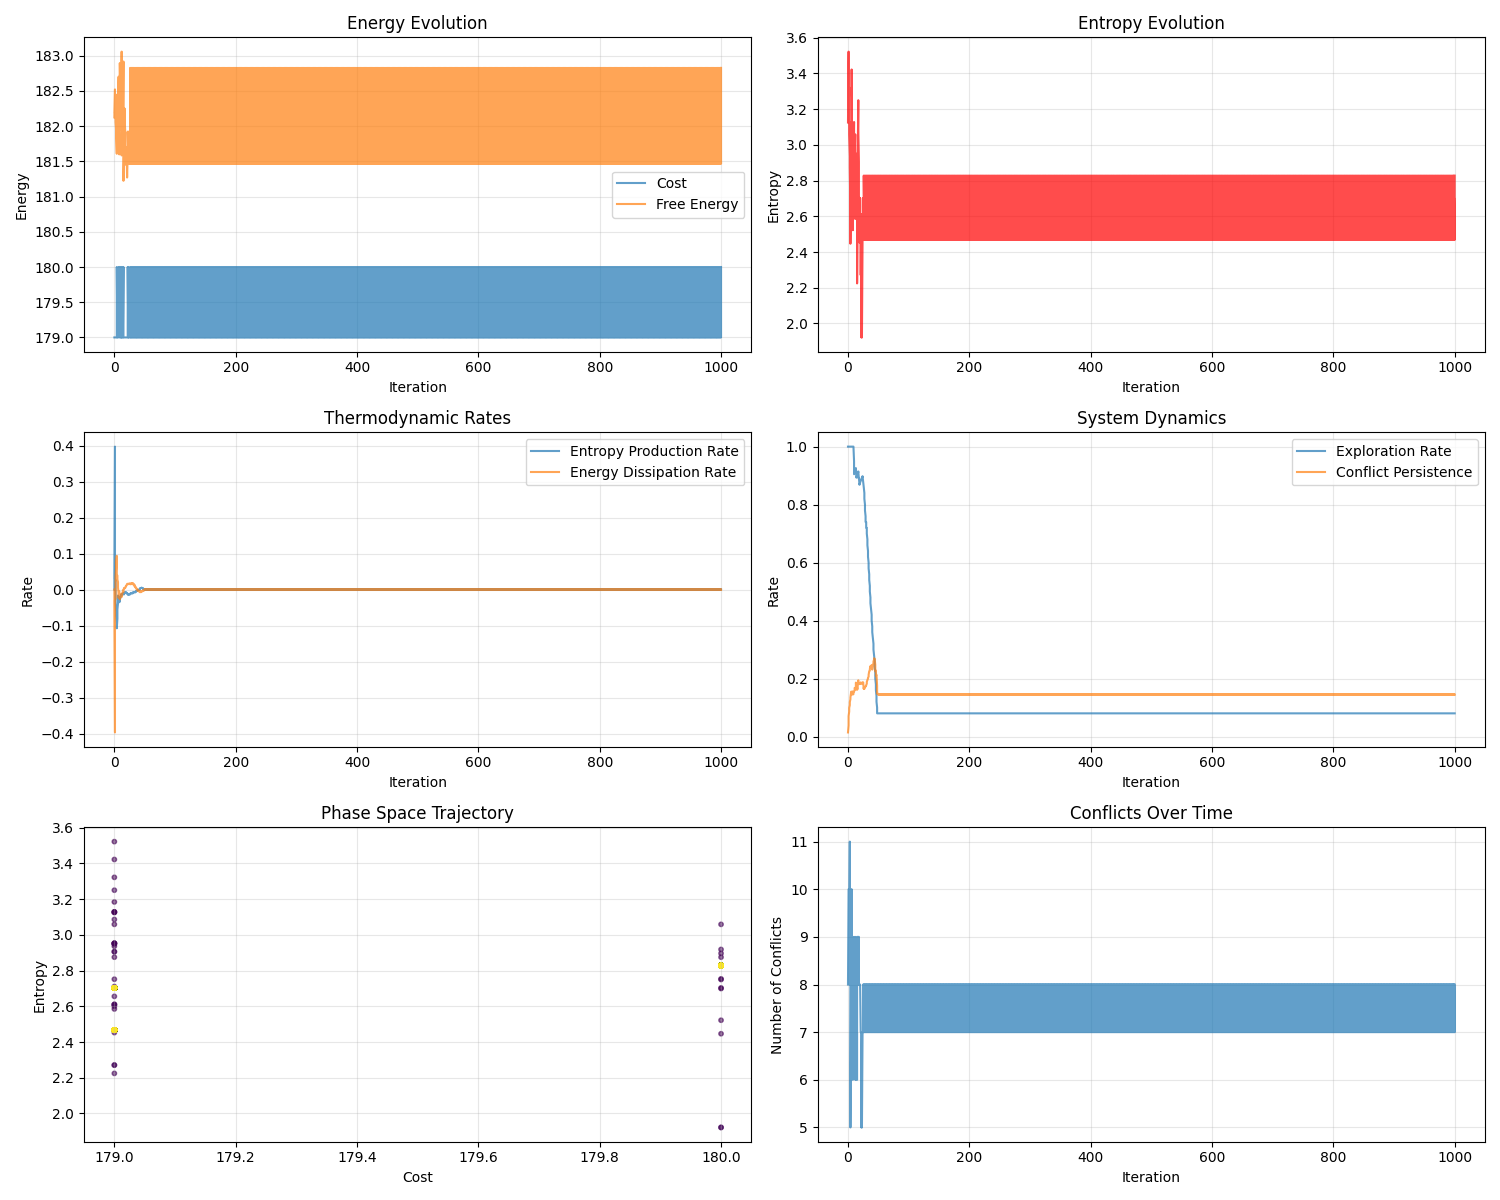 Energy Evolution
183.0
182.5
182.0
181.5
181.0
180.5
180.0
179.5
179.0
Energy
Cost
Free Energy
0 200 400 600 800 1000
Iteration
Entropy Evolution
3.6
3.4
3.2
3.0
2.8
2.6
2.4
2.2
2.0
Entropy
0 200 400 600 800 1000
Iteration
Thermodynamic Rates
0.4
0.3
0.2
0.1
0.0
−0.1
−0.2
−0.3
−0.4
Rate
Entropy Production Rate
Energy Dissipation Rate
0 200 400 600 800 1000
Iteration
System Dynamics
1.0
0.8
0.6
0.4
0.2
0.0
Rate
Exploration Rate
Conflict Persistence
0 200 400 600 800 1000
Iteration
Phase Space Trajectory
3.6
3.4
3.2
3.0
2.8
2.6
2.4
2.2
2.0
Entropy
179.0 179.2 179.4 179.6 179.8 180.0
Cost
Conflicts Over Time
11
10
9
8
7
6
5
Number of Conflicts
0 200 400 600 800 1000
Iteration